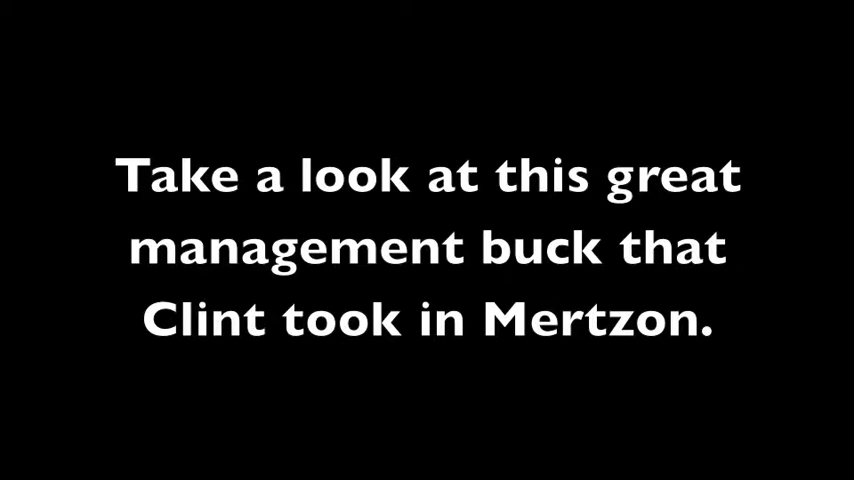 Take a look at this great
management buck that
Clint took in Mertzon.